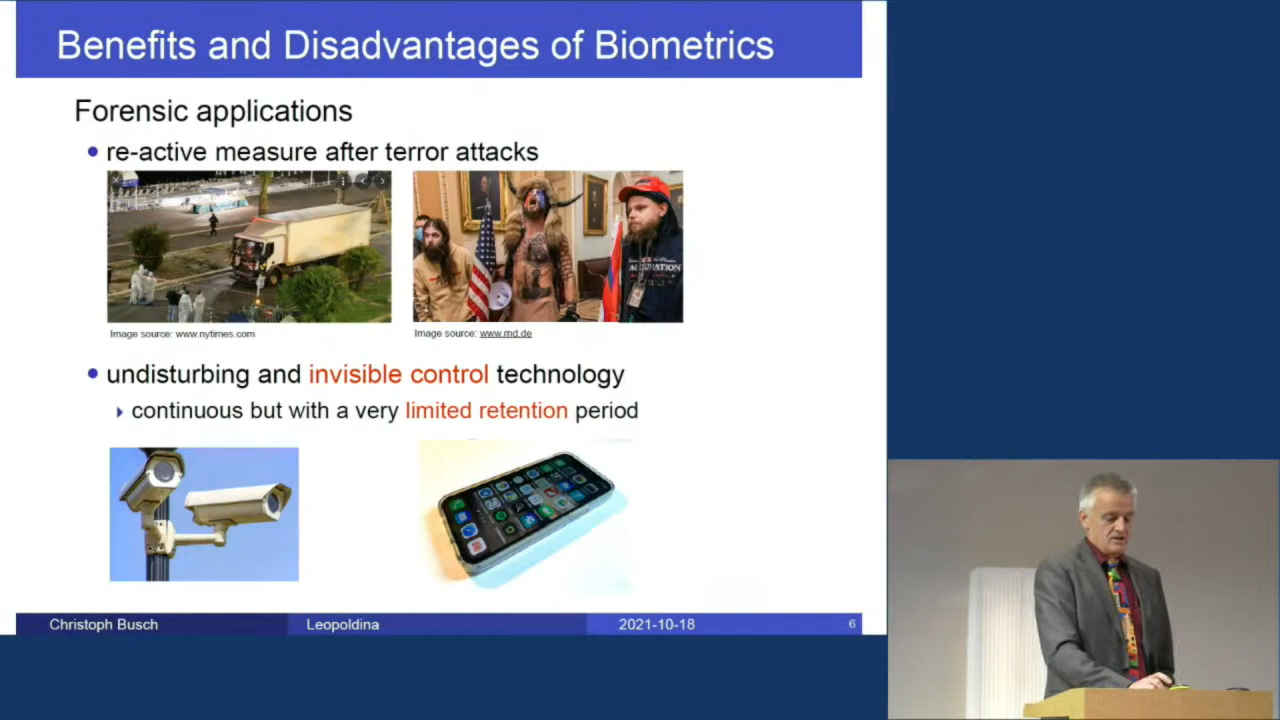 Benefits and Disadvantages of Biometrics
Forensic applications
re-active measure after terror attacks
Image source: www.nytimes.com
Image source: www.rnd.de
undisturbing and invisible control technology
continuous but with a very limited retention period
Christoph Busch
Leopoldina
2021-10-18
6